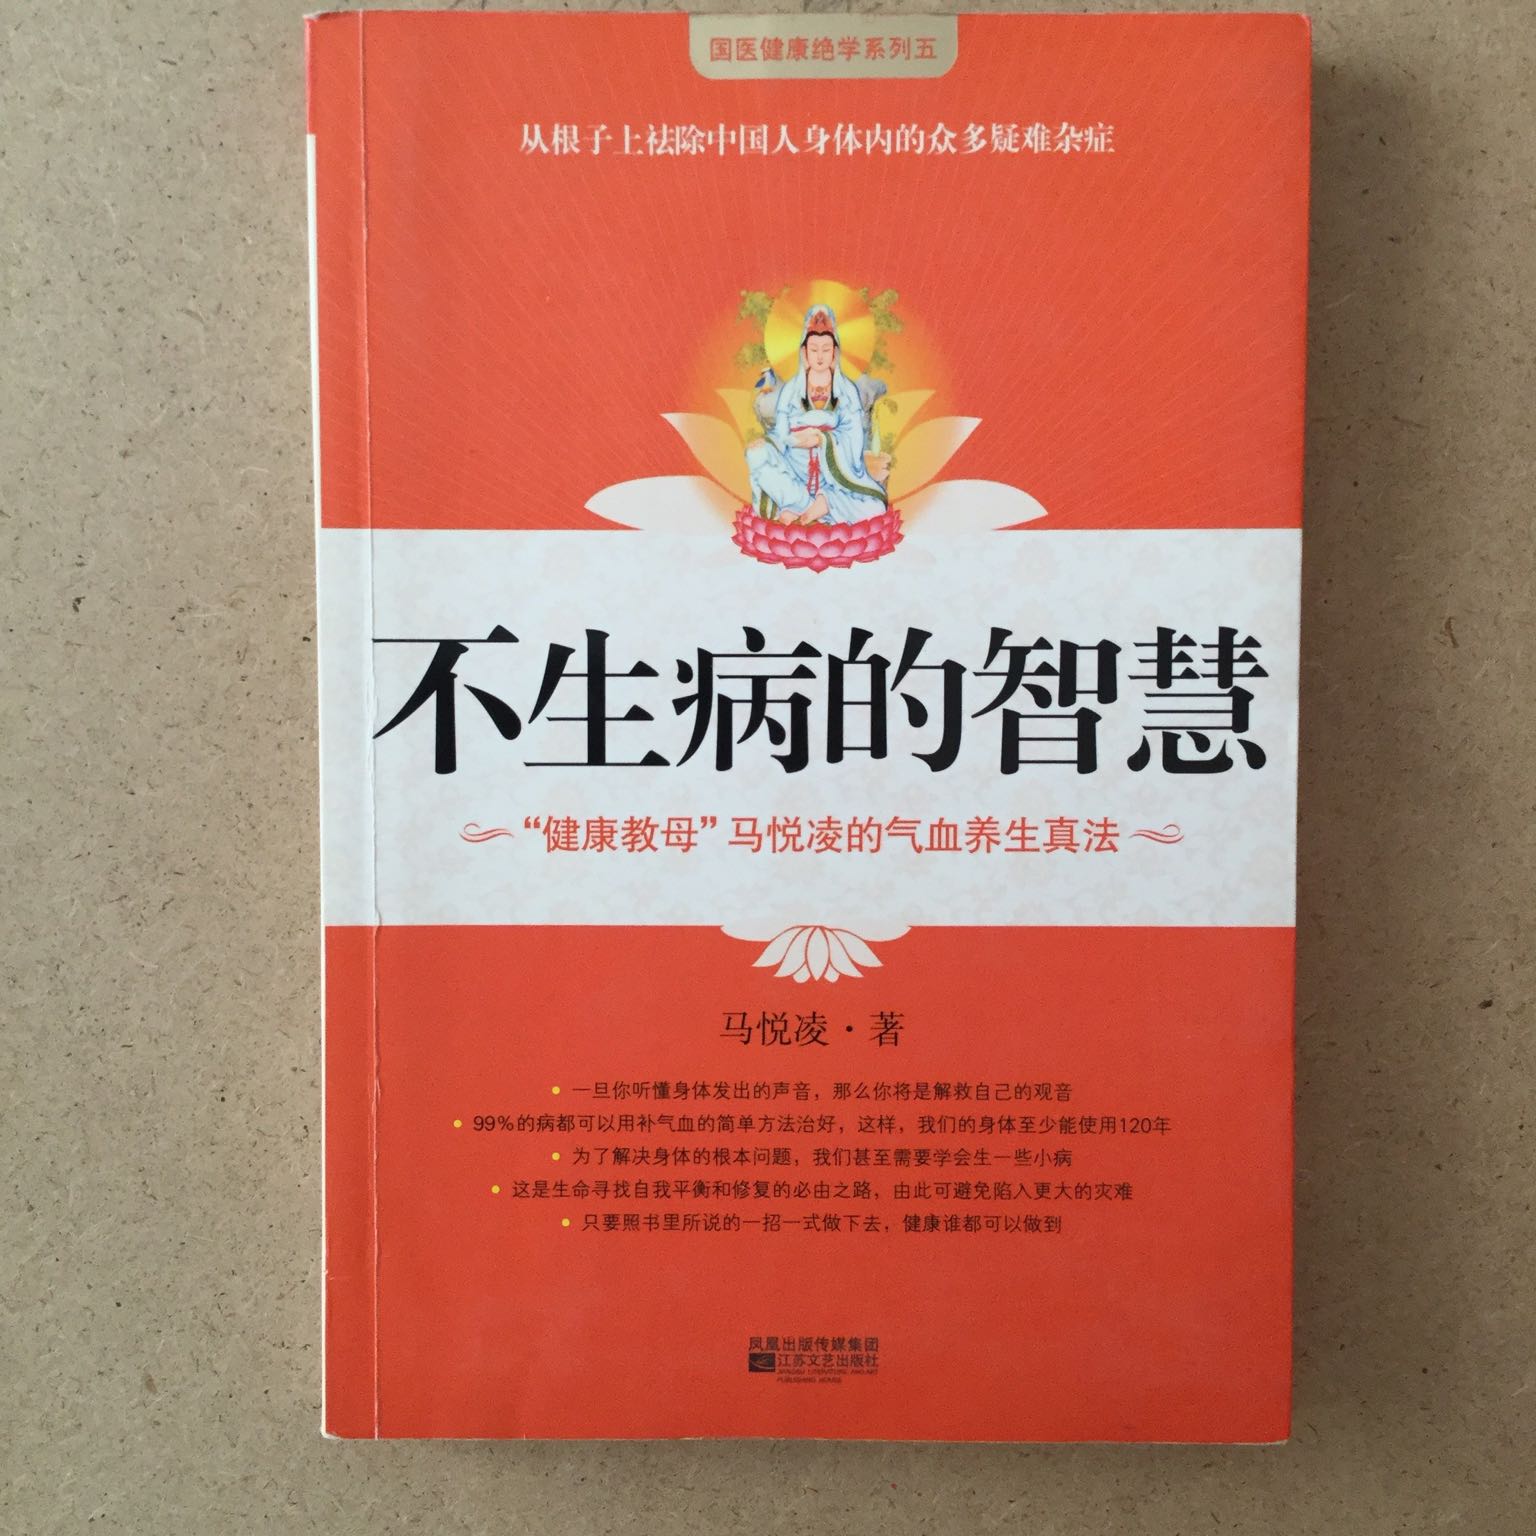 国医健康绝学系列五
从根子上祛除中国人身体内的众多疑难杂症
不生病的智慧
“健康教母”马悦凌的气血养生真法
马悦凌·著
• 一旦你听懂身体发出的声音，那么你将是解救自己的观音
• 99%的病都可以用补气血的简单方法治好，这样，我们的身体至少能使用120年
• 为了解决身体的根本问题，我们甚至需要学会生一些小病
• 这是生命寻找自我平衡和修复的必由之路，由此可避免陷入更大的灾难
• 只要照书里所说的一招一式做下去，健康谁都可以做到
凤凰出版传媒集团
江苏文艺出版社
JIANGSU LITERATURE AND ART
PUBLISHING HOUSE